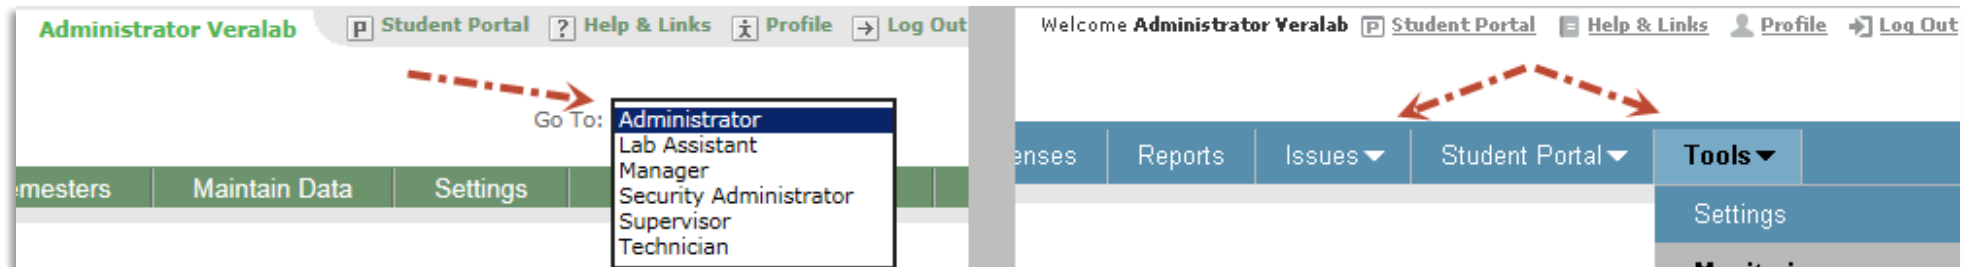 Administrator Veralab P Student Portal ? Help & Links Profile Log Out
Go To:
Administrator
Lab Assistant
Manager
Security Administrator
Supervisor
Technician
mesters Maintain Data Settings
Welcome Administrator Veralab P Student Portal Help & Links Profile Log Out
enses Reports Issues Student Portal Tools
Settings